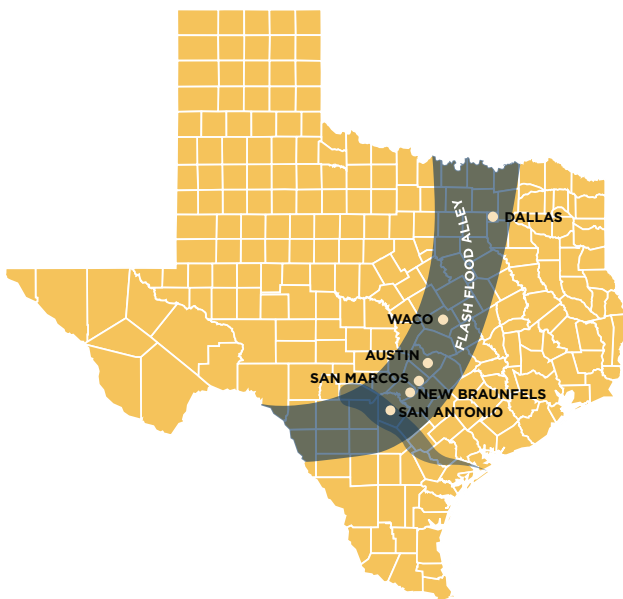 DALLAS
FLASH FLOOD ALLEY
WACO
AUSTIN
SAN MARCOS
NEW BRAUNFELS
SAN ANTONIO